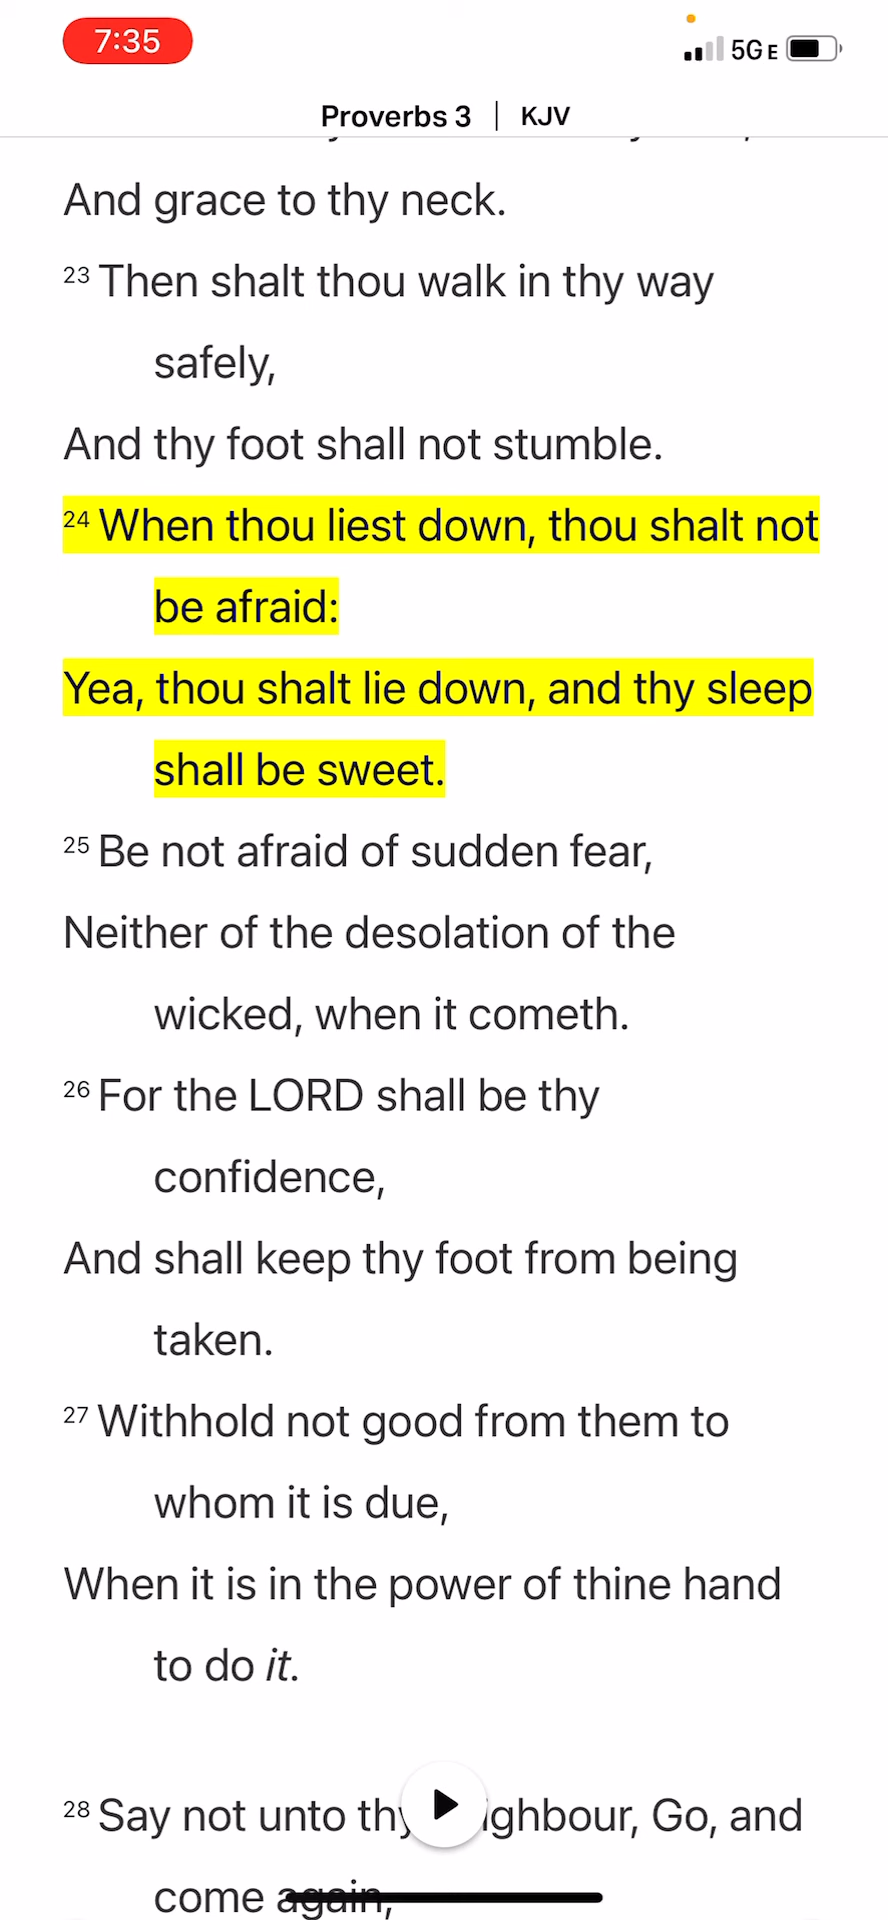 7:35
5GE
Proverbs 3 | KJV
And grace to thy neck.
23 Then shalt thou walk in thy way
safely,
And thy foot shall not stumble.
24 When thou liest down, thou shalt not
be afraid:
Yea, thou shalt lie down, and thy sleep
shall be sweet.
25 Be not afraid of sudden fear,
Neither of the desolation of the
wicked, when it cometh.
26 For the LORD shall be thy
confidence,
And shall keep thy foot from being
taken.
27 Withhold not good from them to
whom it is due,
When it is in the power of thine hand
to do it.
28 Say not unto thy neighbour, Go, and
come again,